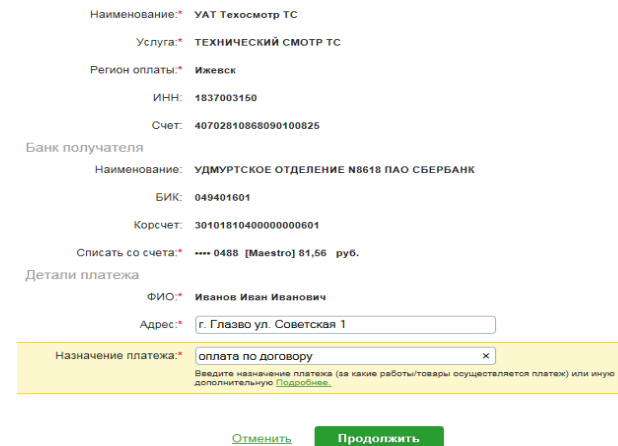 Наименование:* УАТ Техосмотр ТС
Услуга:* ТЕХНИЧЕСКИЙ СМОТР ТС
Регион оплаты:* Ижевск
ИНН: 1837003150
Счет: 40702810868090100825
Банк получателя
Наименование: УДМУРТСКОЕ ОТДЕЛЕНИЕ N8618 ПАО СБЕРБАНК
БИК: 049401601
Корсчет: 30101810400000000601
Списать со счета:* •••• 0488 [Maestro] 81,56 руб.
Детали платежа
ФИО:* Иванов Иван Иванович
Адрес:* г. Глазво ул. Советская 1
Назначение платежа:* оплата по договору ×
Введите назначение платежа (за какие работы/товары осуществляется платеж) или иную
дополнительную Подробнее.
Отменить Продолжить